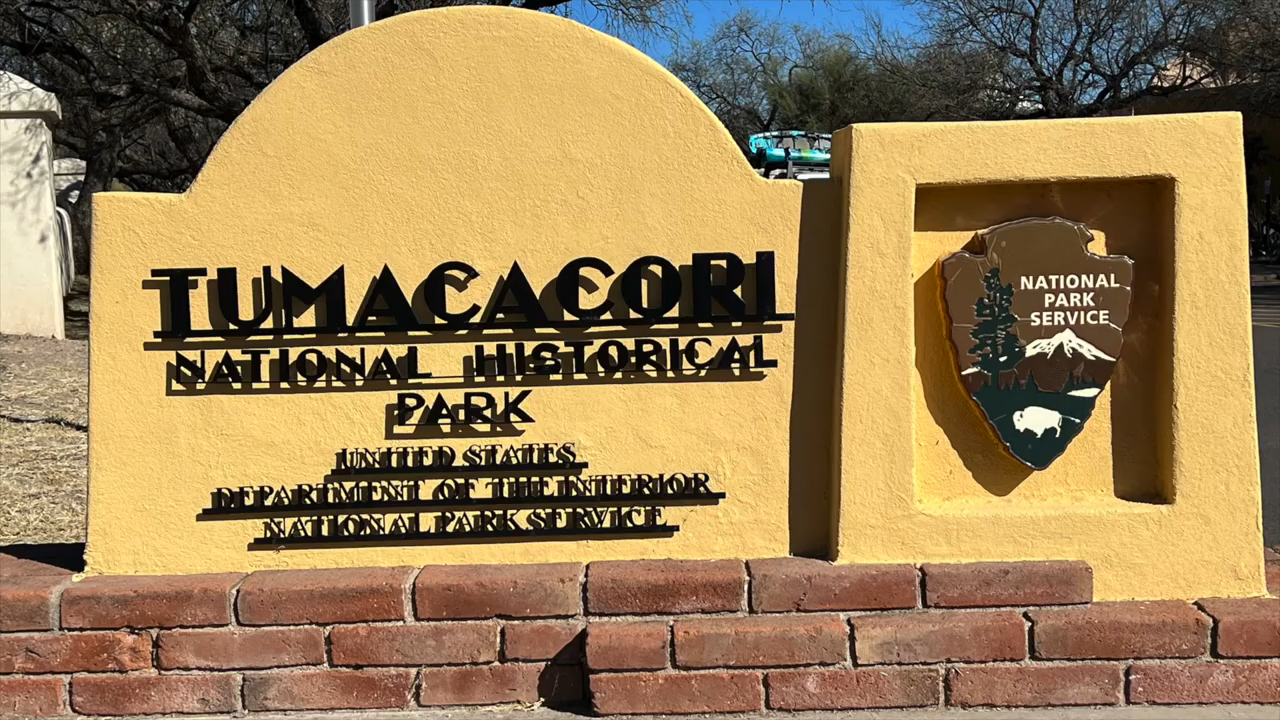 TUMACACORI
NATIONAL HISTORICAL
PARK
UNITED STATES
DEPARTMENT OF THE INTERIOR
NATIONAL PARK SERVICE
NATIONAL
PARK
SERVICE